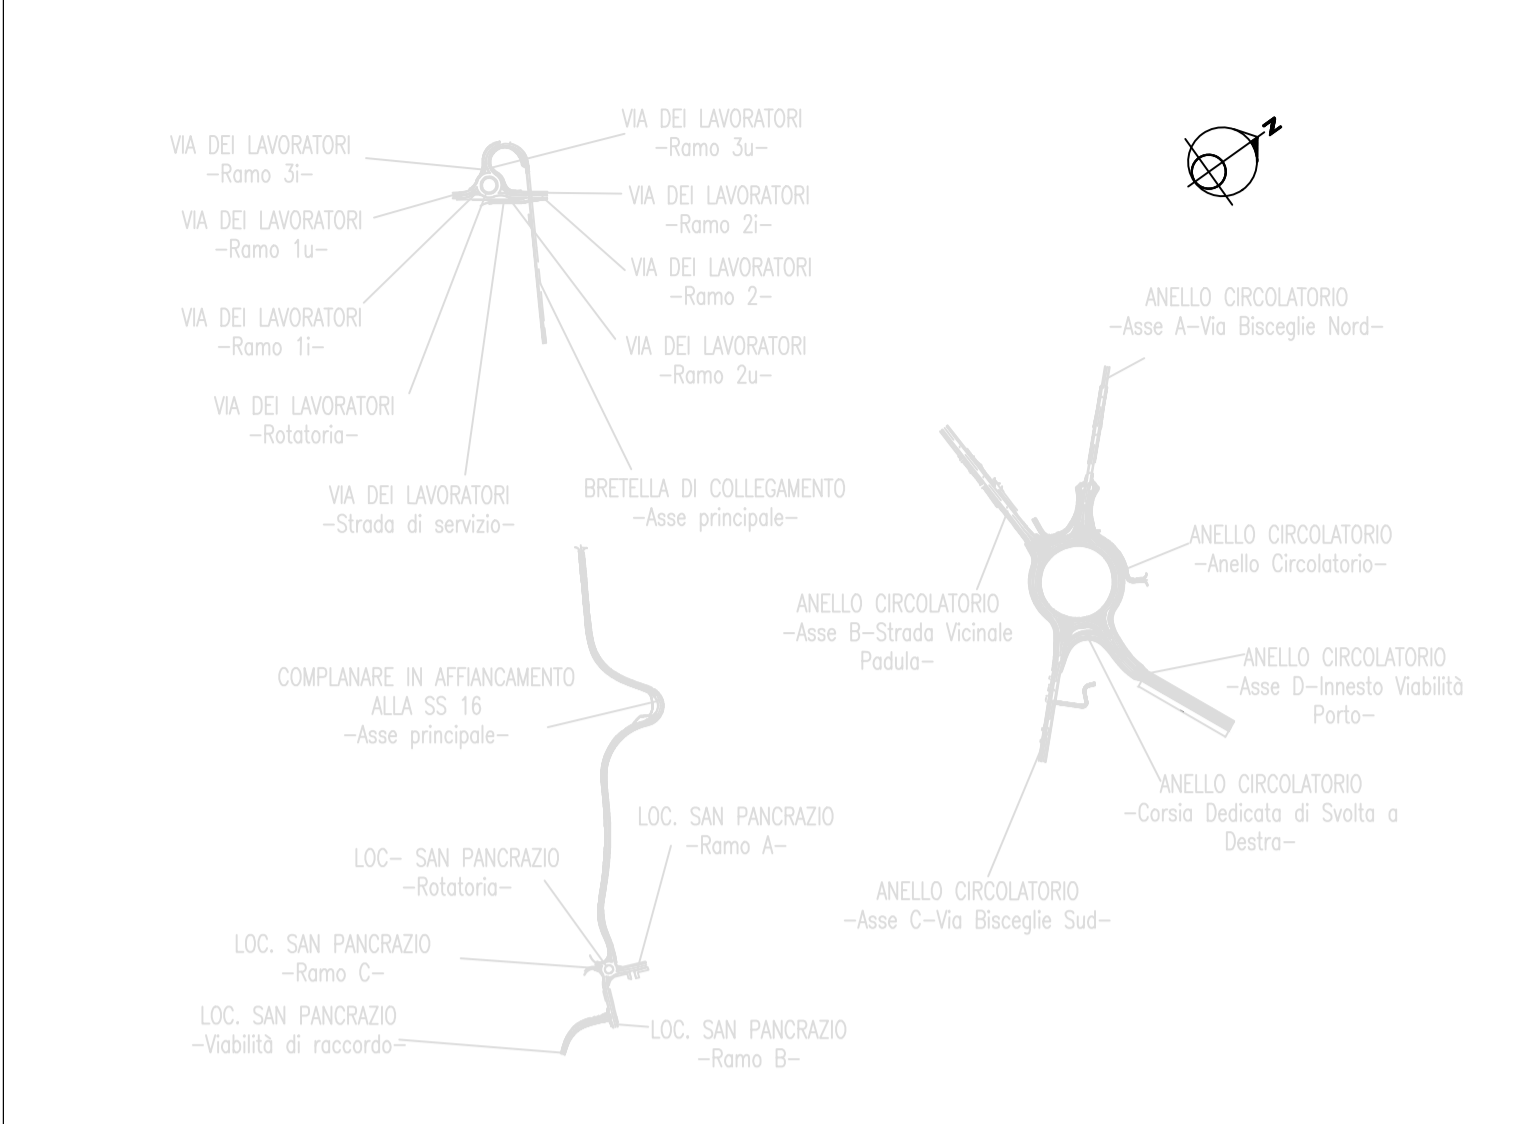 VIA DEI LAVORATORI
-Ramo 3u-
VIA DEI LAVORATORI
-Ramo 3i-
VIA DEI LAVORATORI
-Ramo 2i-
VIA DEI LAVORATORI
-Ramo 1u-
VIA DEI LAVORATORI
-Ramo 2-
VIA DEI LAVORATORI
-Ramo 1i-
VIA DEI LAVORATORI
-Ramo 2u-
VIA DEI LAVORATORI
-Rotatoria-
VIA DEI LAVORATORI
-Strada di servizio-
BRETELLA DI COLLEGAMENTO
-Asse principale-
COMPLANARE IN AFFIANCAMENTO
ALLA SS 16
-Asse principale-
LOC. SAN PANCRAZIO
-Ramo A-
LOC- SAN PANCRAZIO
-Rotatoria-
LOC. SAN PANCRAZIO
-Ramo C-
LOC. SAN PANCRAZIO
-Viabilità di raccordo-
LOC. SAN PANCRAZIO
-Ramo B-
N
ANELLO CIRCOLATORIO
-Asse A-Via Bisceglie Nord-
ANELLO CIRCOLATORIO
-Anello Circolatorio-
ANELLO CIRCOLATORIO
-Asse B-Strada Vicinale
Padula-
ANELLO CIRCOLATORIO
-Asse D-Innesto Viabilità
Porto-
ANELLO CIRCOLATORIO
-Corsia Dedicata di Svolta a
Destra-
ANELLO CIRCOLATORIO
-Asse C-Via Bisceglie Sud-